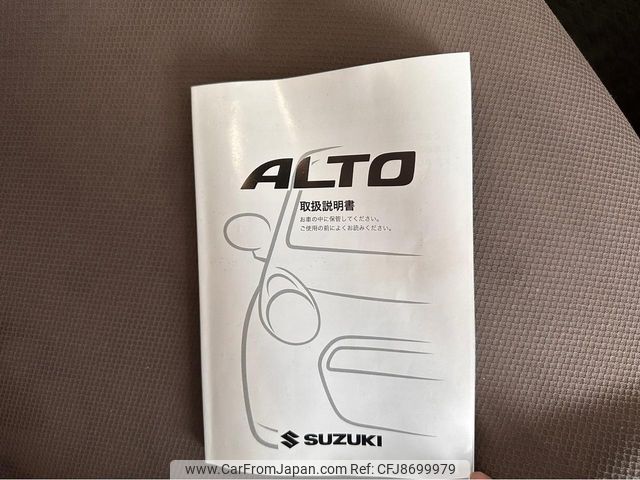 ALTO
取扱説明書
お車の中に保管してください。
ご使用の前によくお読みください。
SUZUKI
www.CarFromJapan.com No. CFJ8699979